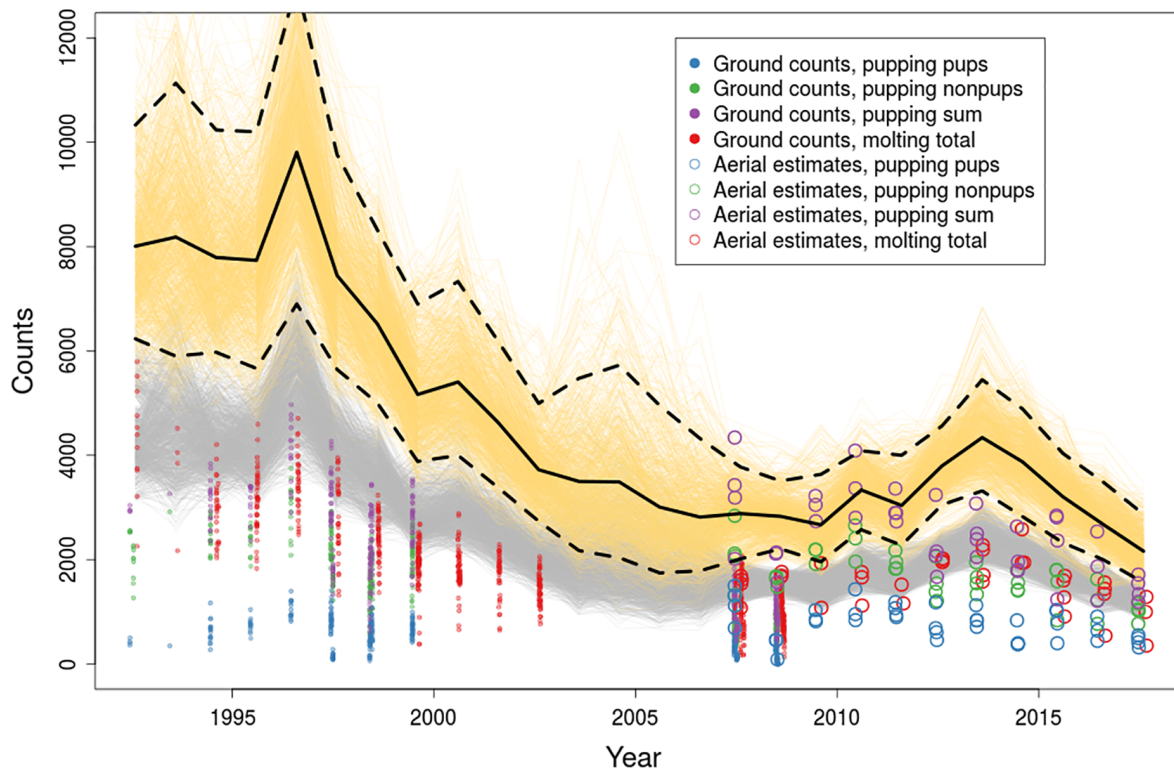 12000
10000
8000
6000
4000
2000
0
Counts
Ground counts, pupping pups
Ground counts, pupping nonpups
Ground counts, pupping sum
Ground counts, molting total
Aerial estimates, pupping pups
Aerial estimates, pupping nonpups
Aerial estimates, pupping sum
Aerial estimates, molting total
1995 2000 2005 2010 2015
Year